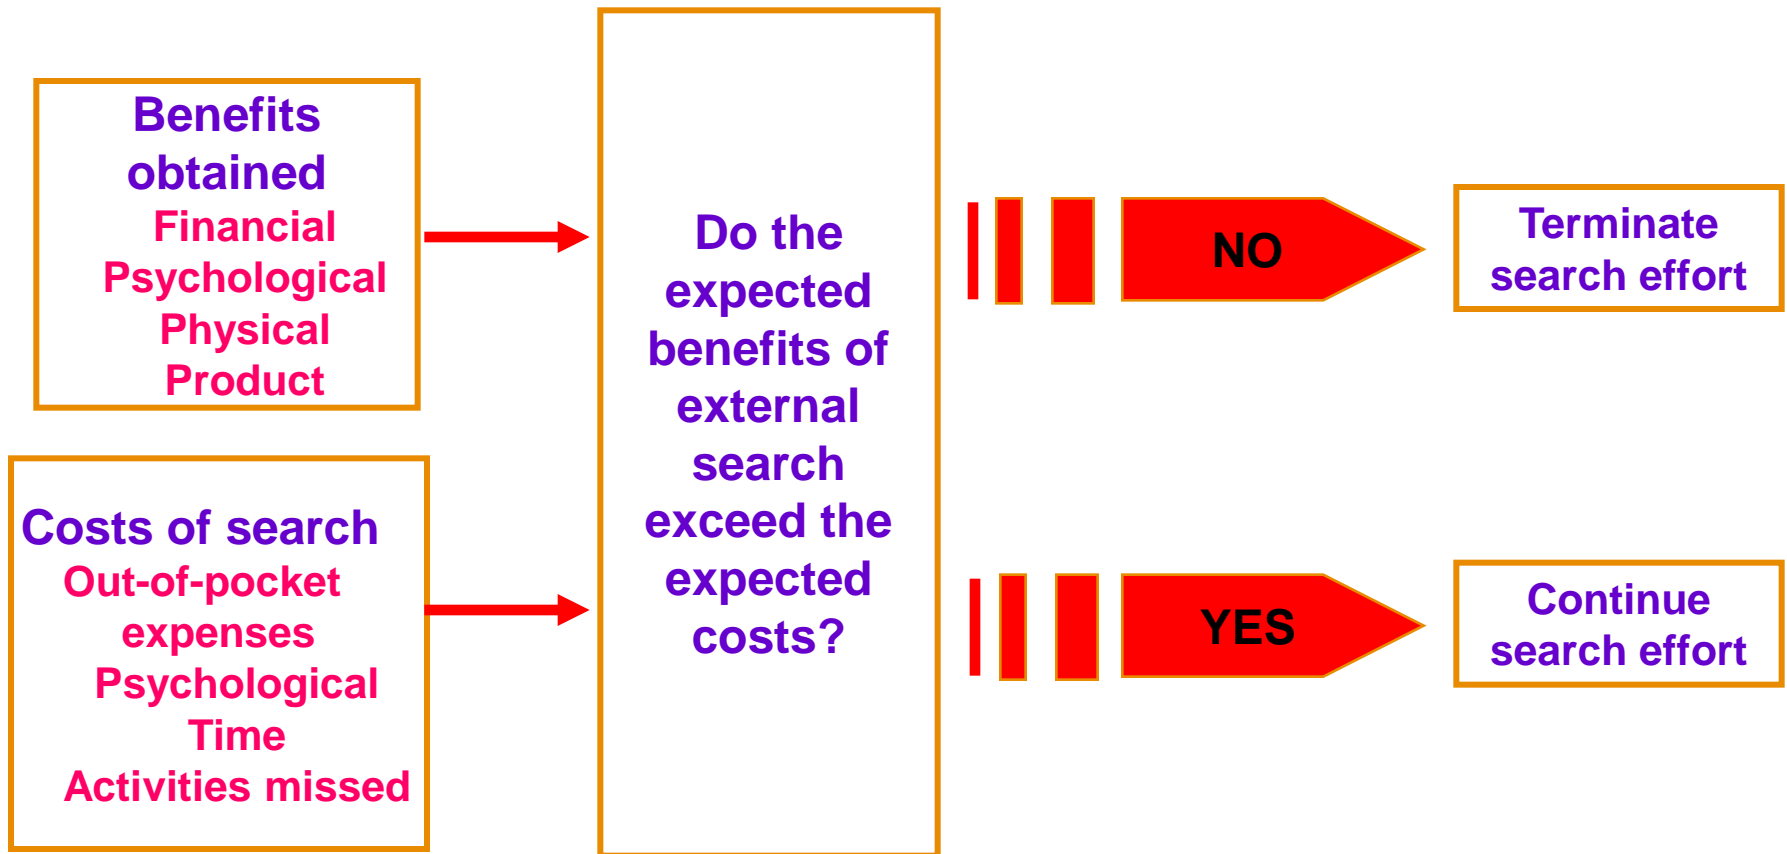 Benefits
obtained
Financial
Psychological
Physical
Product
Costs of search
Out-of-pocket
expenses
Psychological
Time
Activities missed
Do the
expected
benefits of
external
search
exceed the
expected
costs?
NO
Terminate
search effort
YES
Continue
search effort